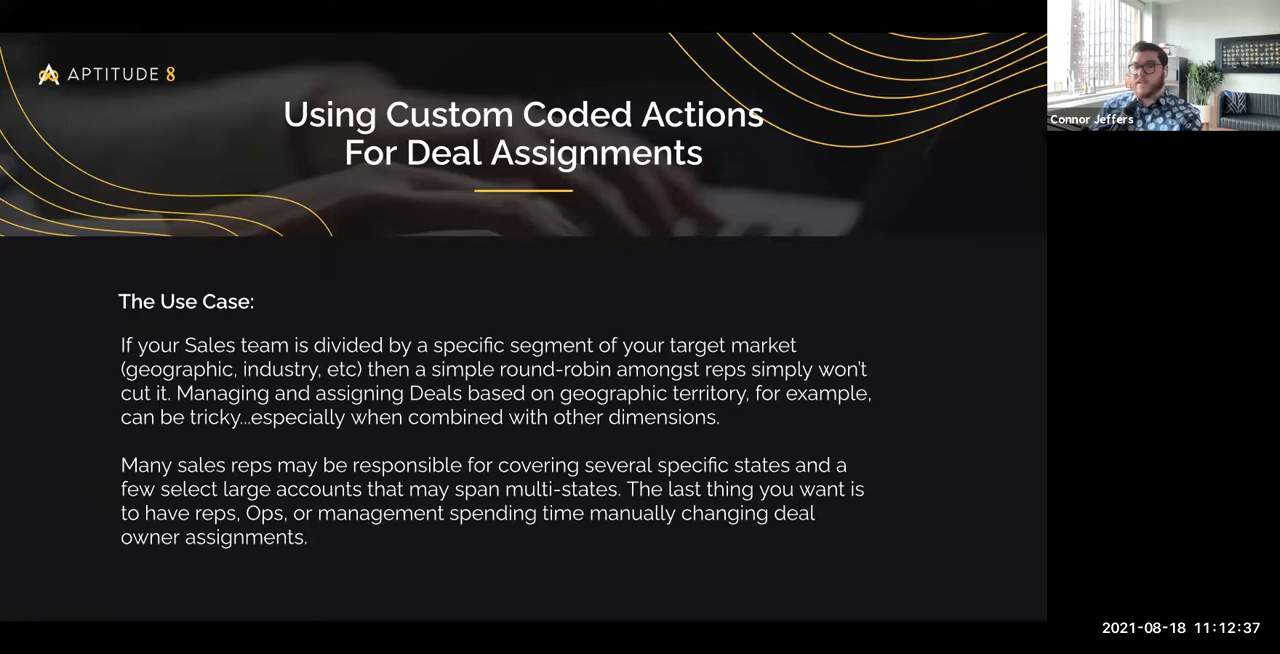 APTITUDE 8
Using Custom Coded Actions
For Deal Assignments
Connor Jeffers
The Use Case:
If your Sales team is divided by a specific segment of your target market
(geographic, industry, etc) then a simple round-robin amongst reps simply won't
cut it. Managing and assigning Deals based on geographic territory, for example,
can be tricky...especially when combined with other dimensions.
Many sales reps may be responsible for covering several specific states and a
few select large accounts that may span multi-states. The last thing you want is
to have reps, Ops, or management spending time manually changing deal
owner assignments.
2021-08-18 11:12:37